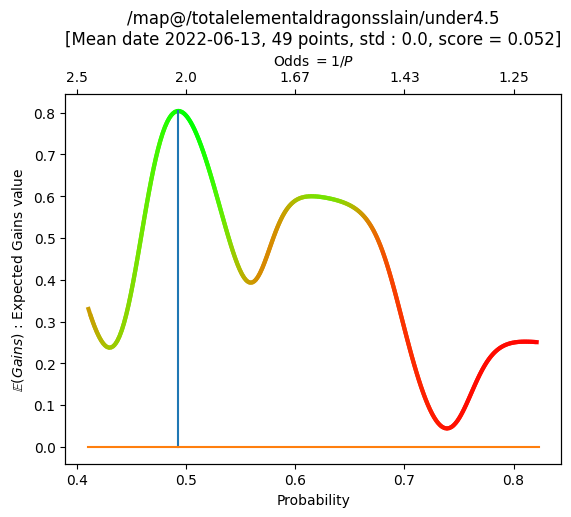 /map@/totalelementaldragonsslain/under4.5
[Mean date 2022-06-13, 49 points, std : 0.0, score = 0.052]
Odds = 1/P
2.5 2.0 1.67 1.43 1.25
𝔼(Gains) : Expected Gains value
0.8
0.7
0.6
0.5
0.4
0.3
0.2
0.1
0.0
0.4 0.5 0.6 0.7 0.8
Probability